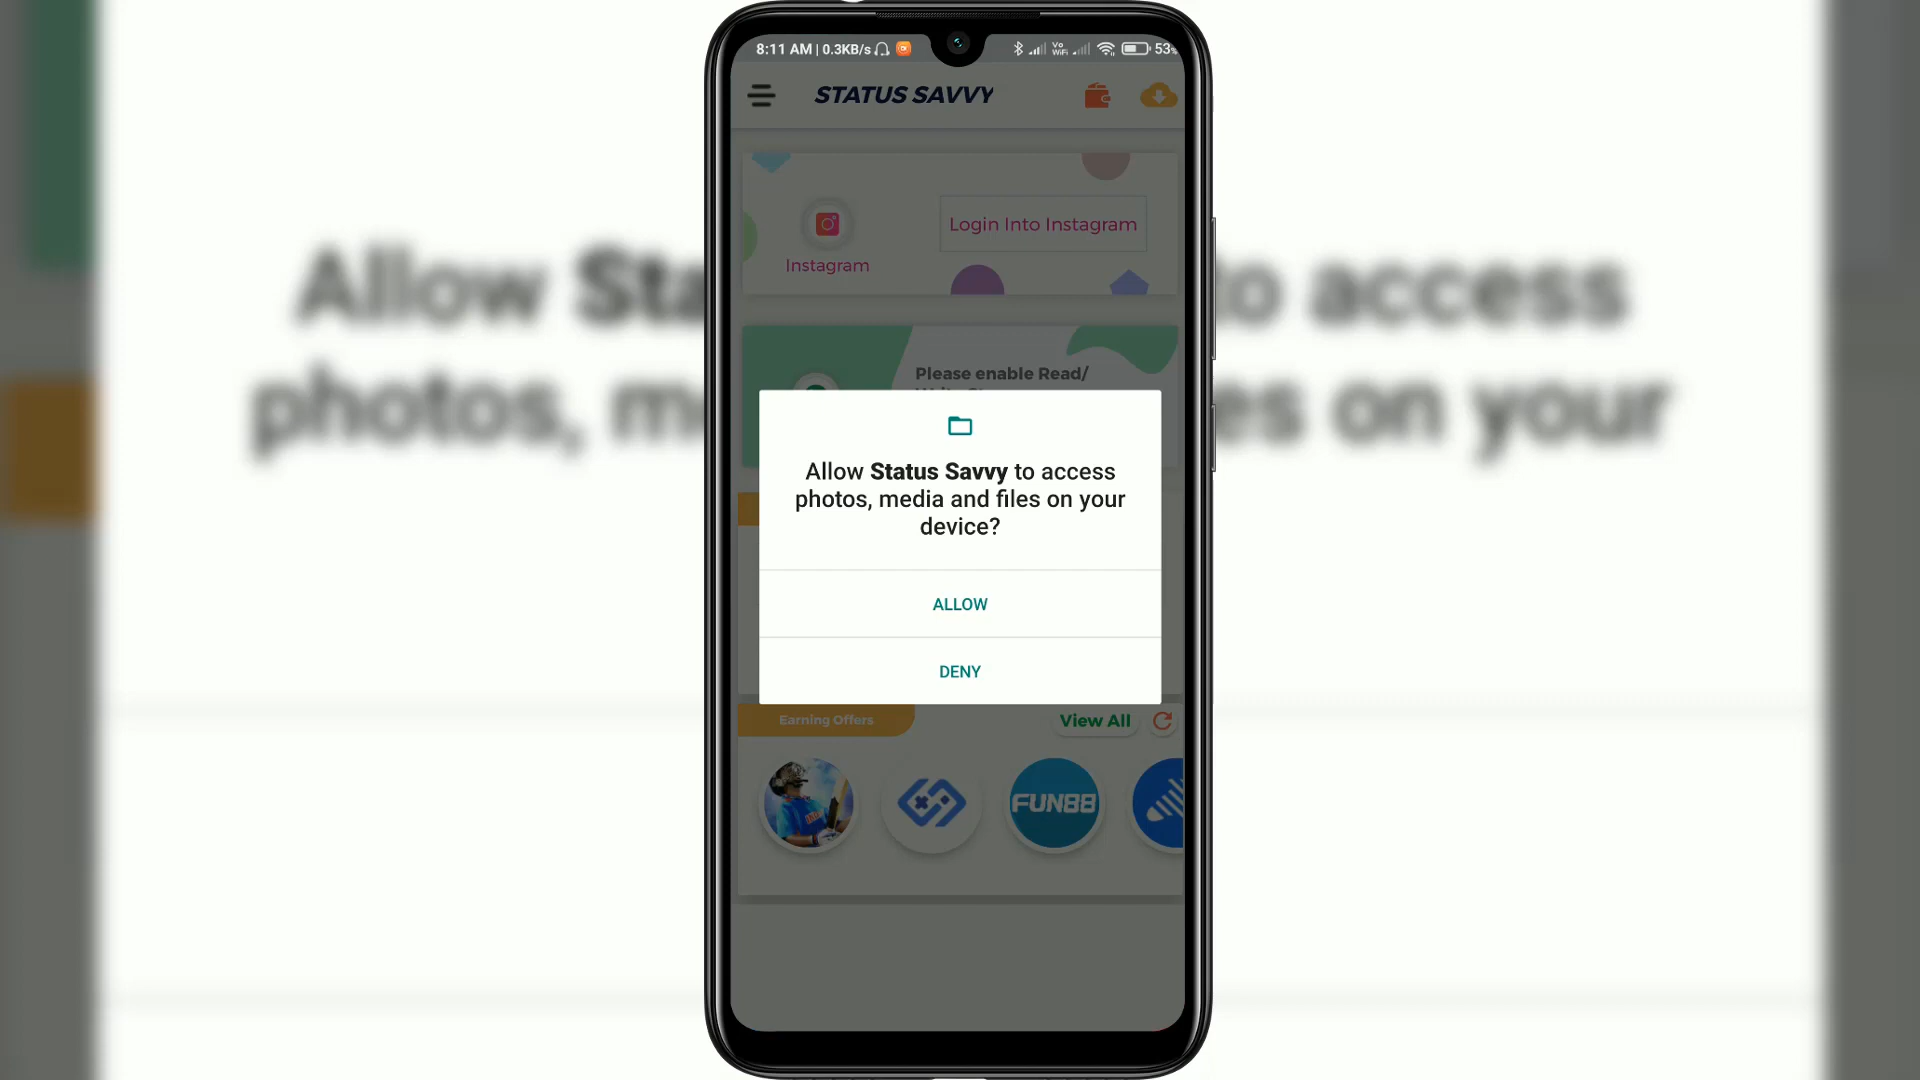 8:11 AM | 0.3KB/s
Vo
WiFi
53%
STATUS SAVVY
Login Into Instagram
Instagram
Please enable Read/
Allow Status Savvy to access
photos, media and files on your
device?
ALLOW
DENY
Earning Offers
View All
FUN88
Allow Sta to access
photos, m es on your